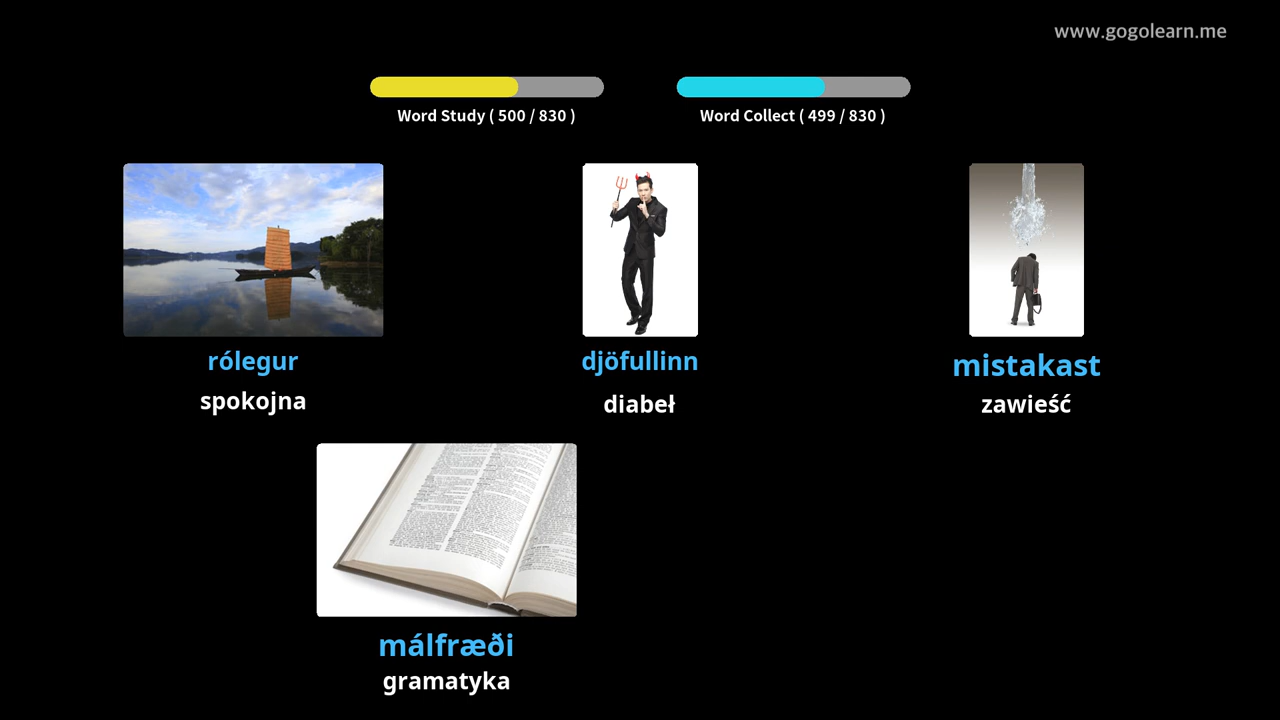 www.gogolearn.me
Word Study ( 500 / 830 )
Word Collect ( 499 / 830 )
rólegur
spokojna
djöfullinn
diabeł
mistakast
zawieść
málfræði
gramatyka